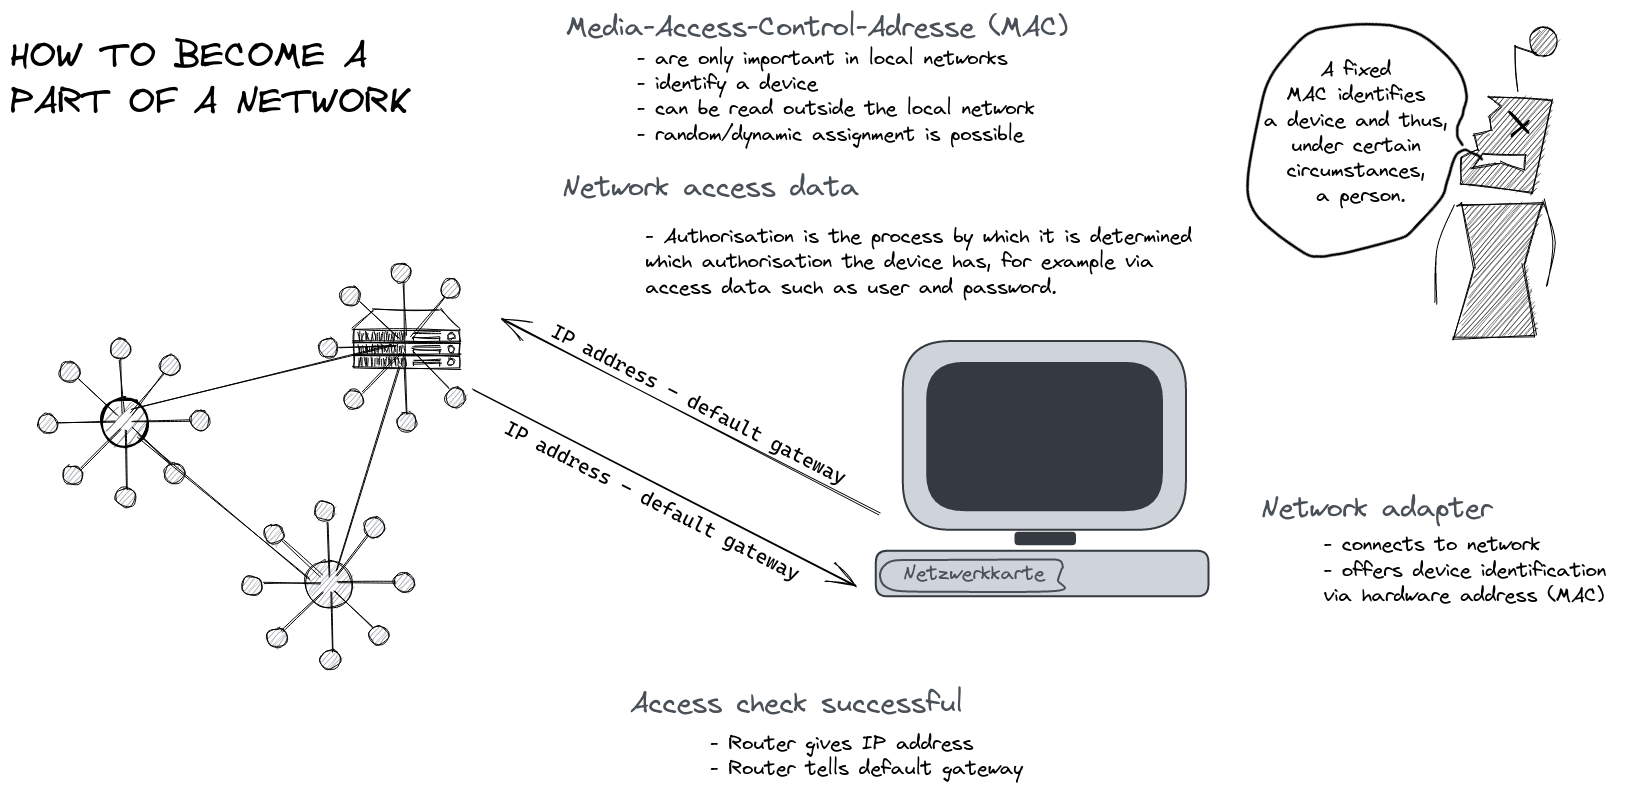 HOW TO BECOME A
PART OF A NETWORK
Media-Access-Control-Adresse (MAC)
- are only important in local networks
- identify a device
- can be read outside the local network
- random/dynamic assignment is possible
A fixed
MAC identifies
a device and thus,
under certain
circumstances,
a person.
Network access data
- Authorisation is the process by which it is determined
which authorisation the device has, for example via
access data such as user and password.
IP address - default gateway
IP address - default gateway
Netzwerkkarte
Network adapter
- connects to network
- offers device identification
via hardware address (MAC)
Access check successful
- Router gives IP address
- Router tells default gateway